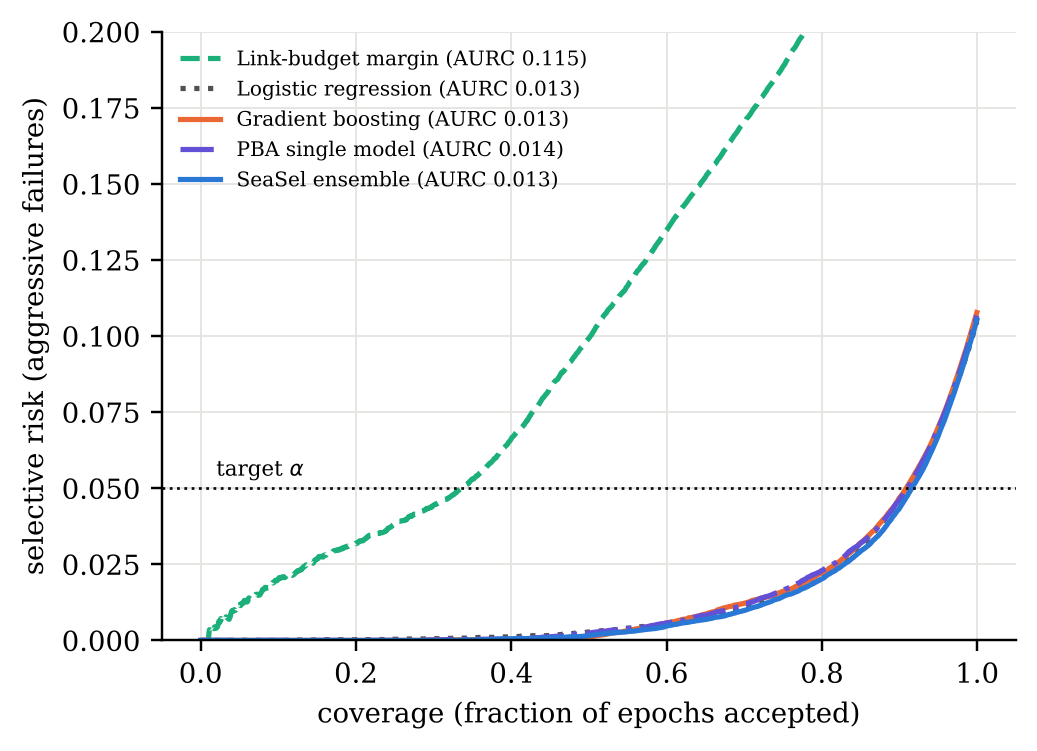 0.200
0.175
0.150
0.125
0.100
0.075
0.050
0.025
0.000
selective risk (aggressive failures)
Link-budget margin (AURC 0.115)
Logistic regression (AURC 0.013)
Gradient boosting (AURC 0.013)
PBA single model (AURC 0.014)
SeaSel ensemble (AURC 0.013)
target α
0.0 0.2 0.4 0.6 0.8 1.0
coverage (fraction of epochs accepted)